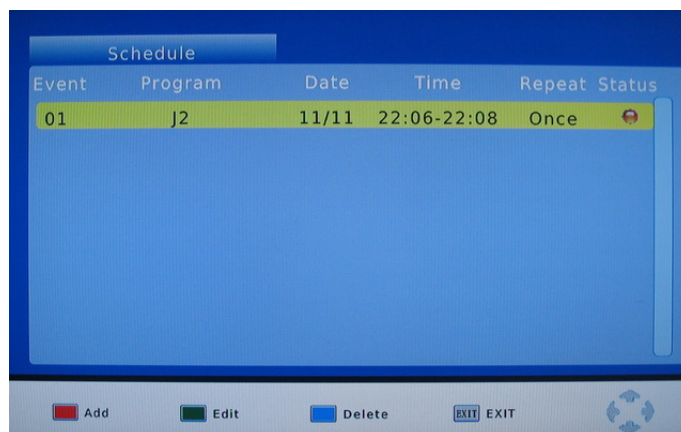 Schedule
Event Program Date Time Repeat Status
01 J2 11/11 22:06-22:08 Once
Add Edit Delete EXIT EXIT